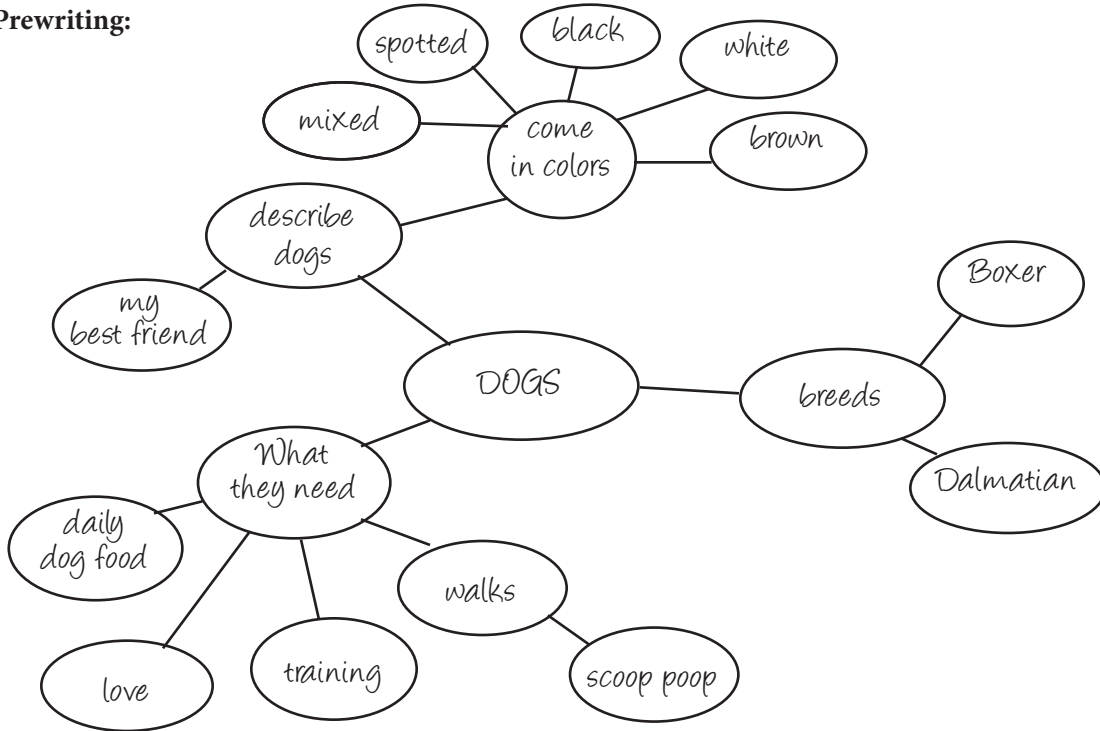 Prewriting:
spotted
black
white
mixed
come
in colors
brown
describe
dogs
my
best friend
Boxer
DOGS
breeds
What
they need
Dalmatian
daily
dog food
walks
love
training
scoop poop